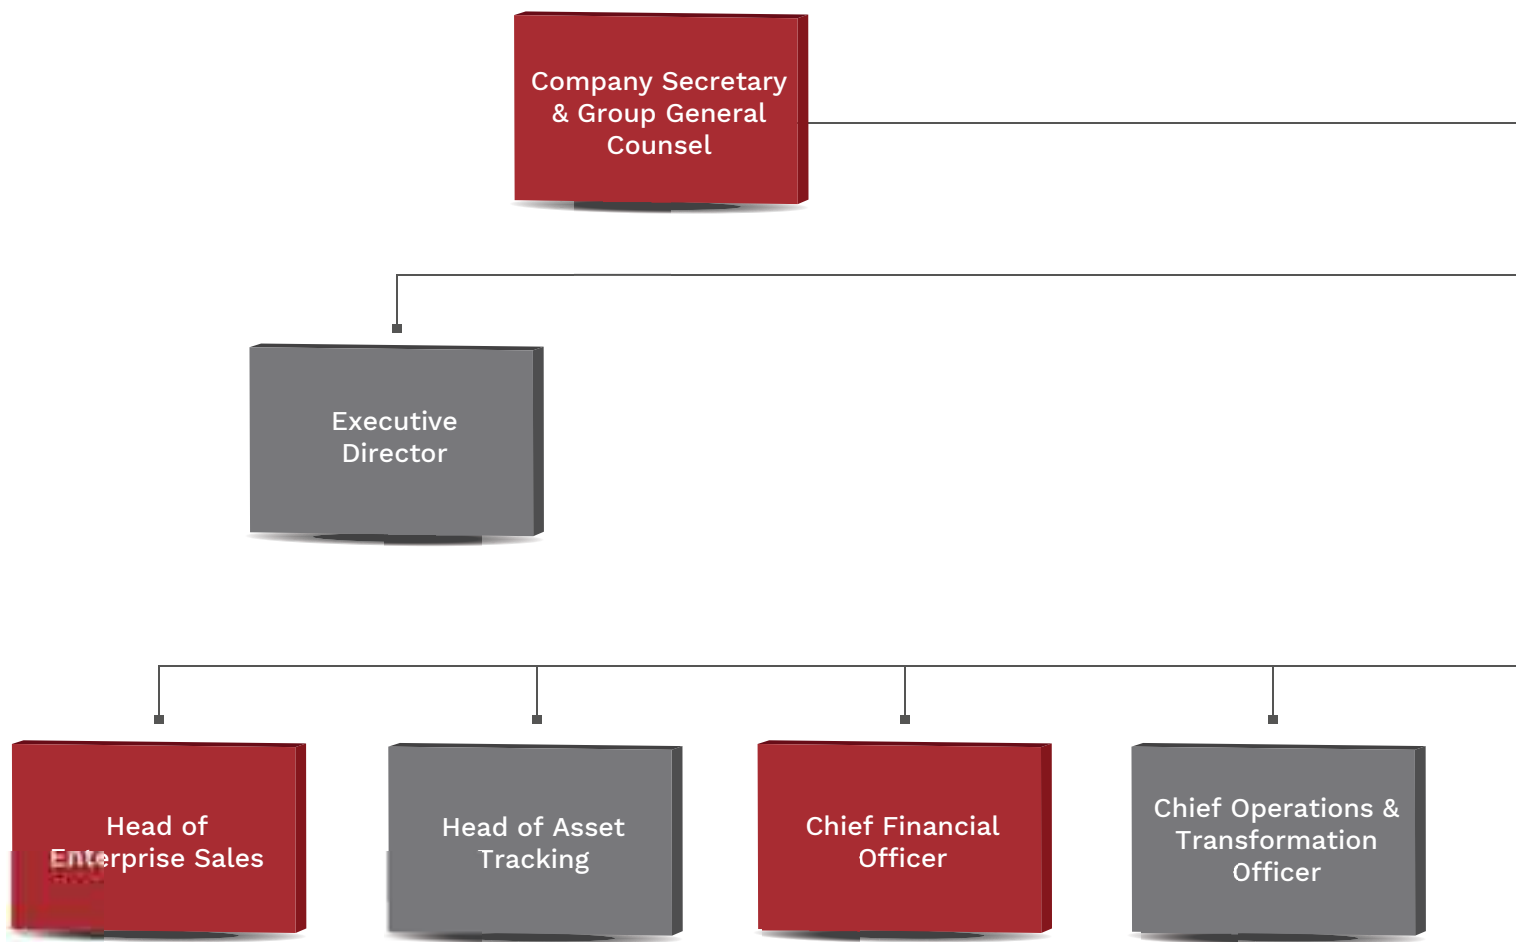 Company Secretary
& Group General
Counsel
Executive
Director
Head of
Enterprise Sales
Head of Asset
Tracking
Chief Financial
Officer
Chief Operations &
Transformation
Officer